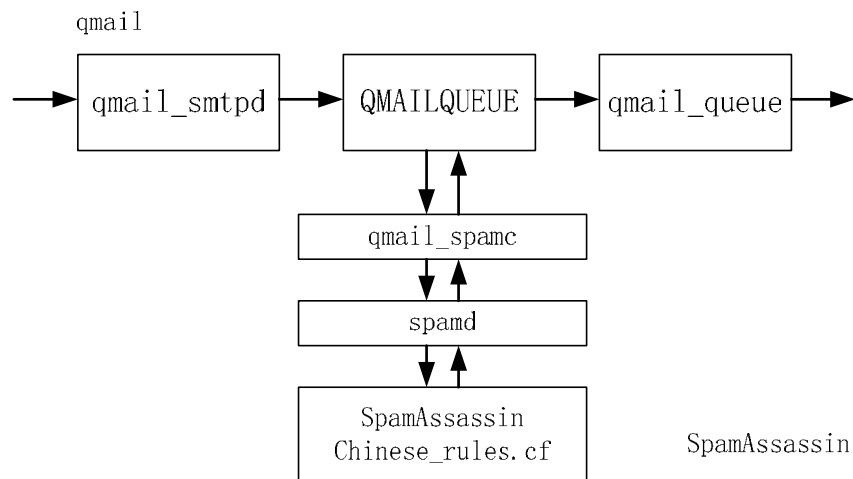 qmail
qmail_smtpd
QMAILQUEUE
qmail_queue
qmail_spamc
spamd
SpamAssassin
Chinese_rules.cf
SpamAssassin